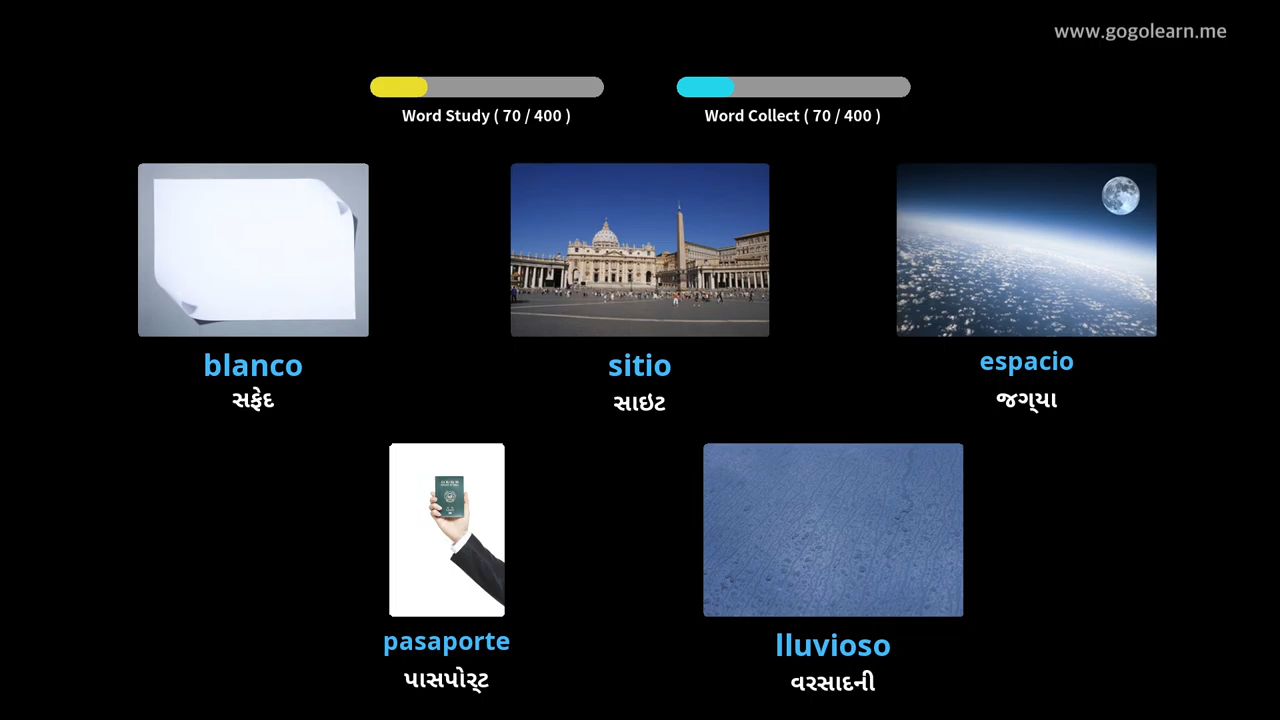 www.gogolearn.me
Word Study ( 70 / 400 )
Word Collect ( 70 / 400 )
blanco
સફેદ
sitio
સાઇટ
espacio
જગ્યા
pasaporte
પાસપોર્ટ
lluvioso
વરસાદની